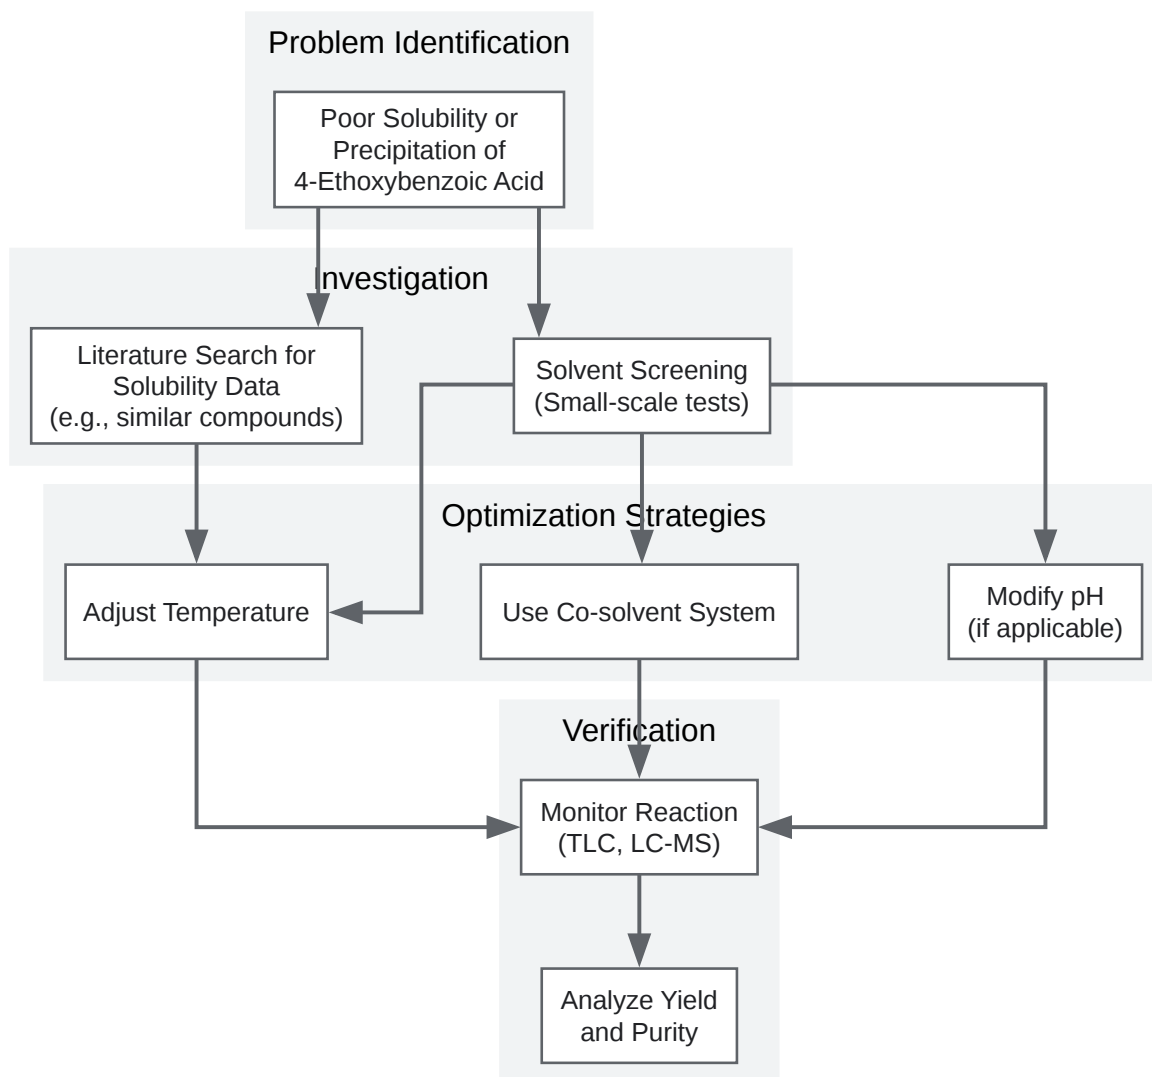 Problem Identification
Poor Solubility or
Precipitation of
4-Ethoxybenzoic Acid
Investigation
Literature Search for
Solubility Data
(e.g., similar compounds)
Solvent Screening
(Small-scale tests)
Optimization Strategies
Adjust Temperature
Use Co-solvent System
Modify pH
(if applicable)
Verification
Monitor Reaction
(TLC, LC-MS)
Analyze Yield
and Purity